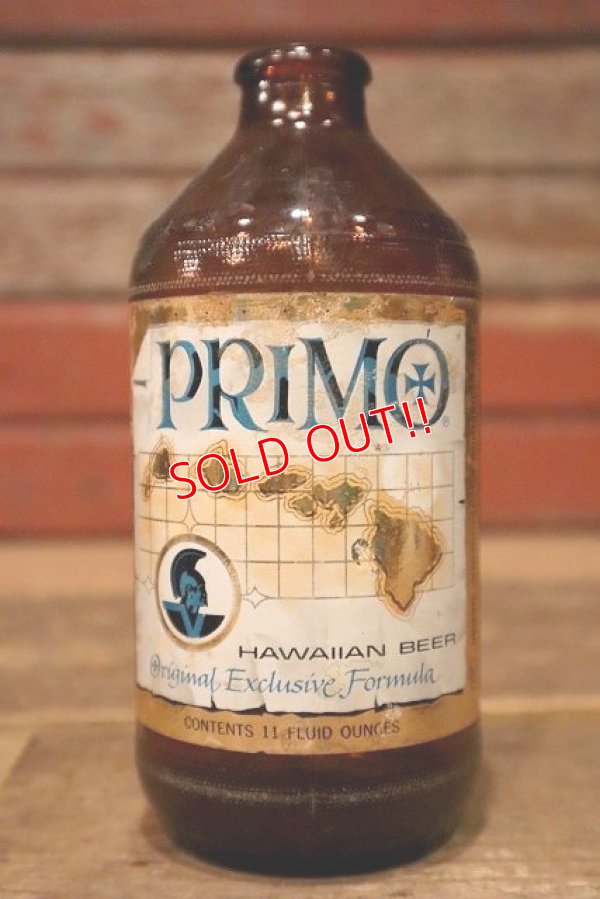 PRIMO
®
SOLD OUT!!
HAWAIIAN BEER
Original Exclusive Formula
CONTENTS 11 FLUID OUNCES